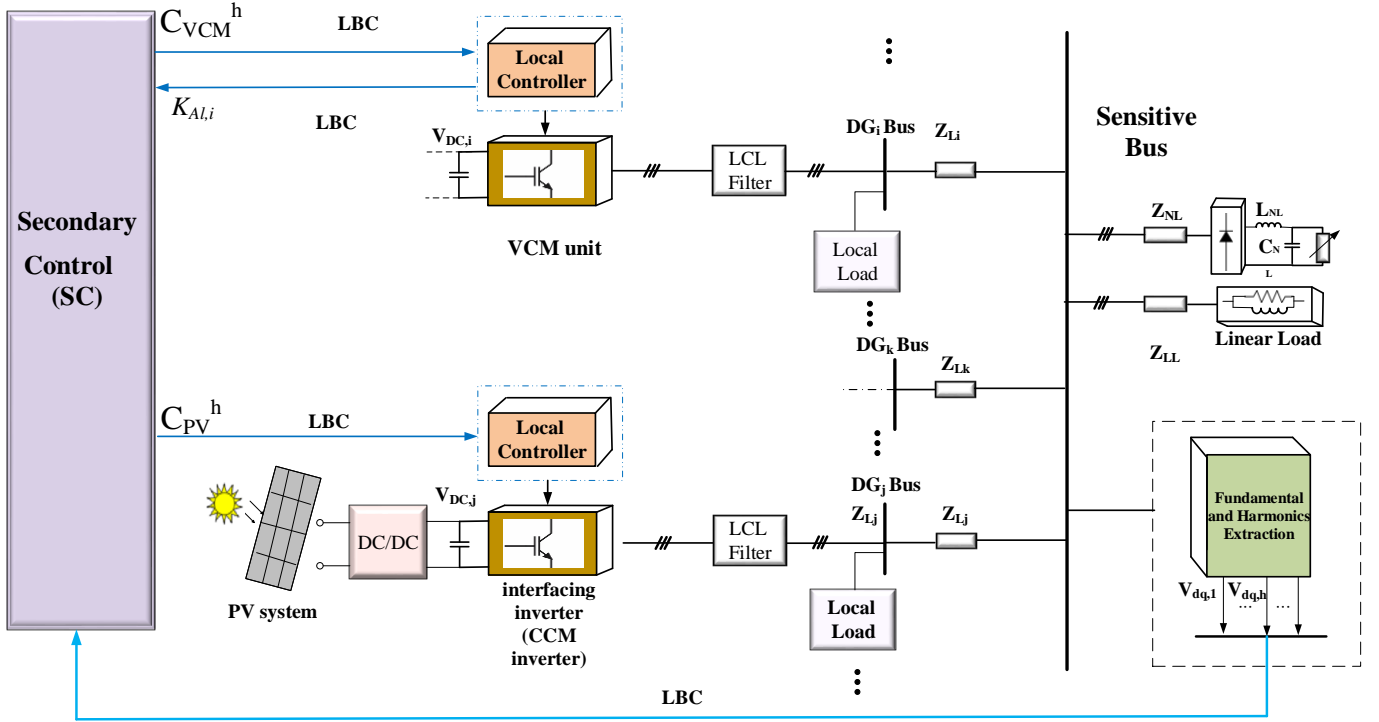 C_VCM^h
LBC
Local
Controller
K_Al,i
LBC
V_DC,i
VCM unit
LCL
Filter
DG_i Bus
Z_Li
Local
Load
Sensitive
Bus
Z_NL
L_NL
C_N
L
Linear Load
Z_LL
Secondary
Control
(SC)
DG_k Bus
Z_Lk
C_PV^h
LBC
Local
Controller
V_DC,j
DC/DC
PV system
interfacing
inverter
(CCM
inverter)
LCL
Filter
DG_j Bus
Z_Lj
Z_Lj
Local
Load
Fundamental
and Harmonics
Extraction
V_dq,1
V_dq,h
... ...
LBC